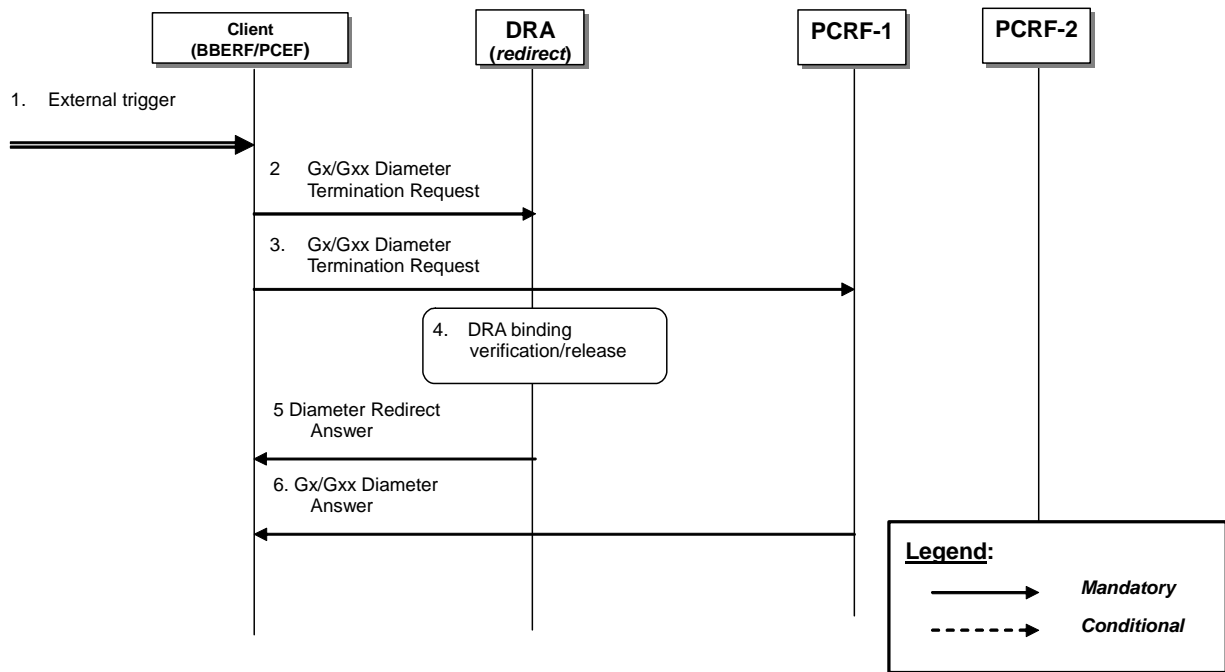 Client
(BBERF/PCEF)
DRA
(redirect)
PCRF-1
PCRF-2
1. External trigger
2 Gx/Gxx Diameter
Termination Request
3. Gx/Gxx Diameter
Termination Request
4. DRA binding
verification/release
5 Diameter Redirect
Answer
6. Gx/Gxx Diameter
Answer
Legend:
Mandatory
Conditional